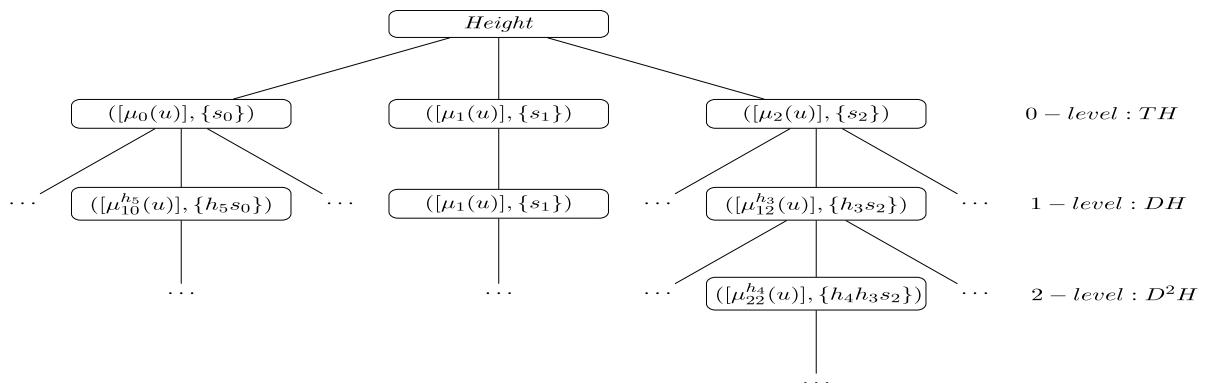 Height
([μ₀(u)], {s₀}) ([μ₁(u)], {s₁}) ([μ₂(u)], {s₂}) 0 − level : TH
⋯ ([μ₁₀^{h₅}(u)], {h₅s₀}) ⋯ ([μ₁(u)], {s₁}) ⋯ ([μ₁₂^{h₃}(u)], {h₃s₂}) ⋯ 1 − level : DH
⋯ ⋯ ⋯ ([μ₂₂^{h₄}(u)], {h₄h₃s₂}) ⋯ 2 − level : D²H
⋯